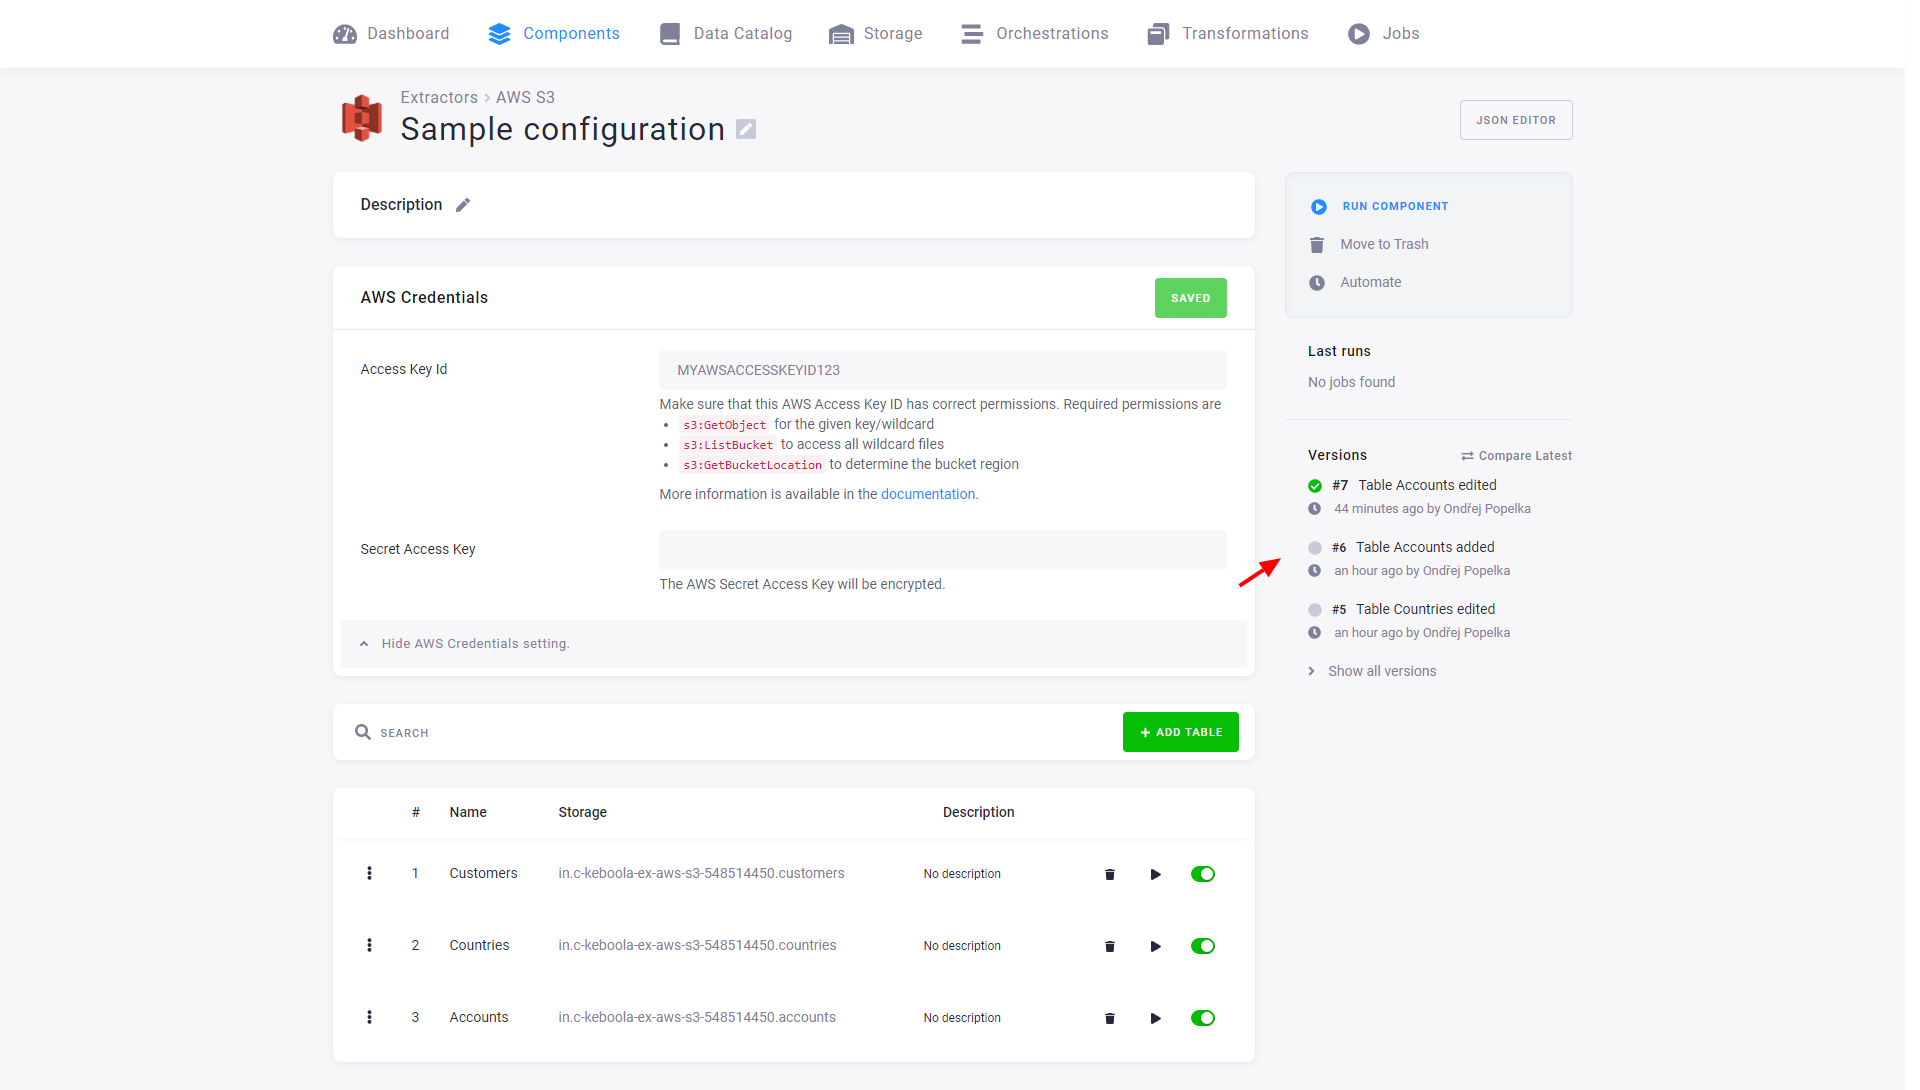 Dashboard Components Data Catalog Storage Orchestrations Transformations Jobs
Extractors › AWS S3
Sample configuration
JSON EDITOR
Description
AWS Credentials SAVED
Access Key Id MYAWSACCESSKEYID123
Make sure that this AWS Access Key ID has correct permissions. Required permissions are
• s3:GetObject for the given key/wildcard
• s3:ListBucket to access all wildcard files
• s3:GetBucketLocation to determine the bucket region
More information is available in the documentation.
Secret Access Key
The AWS Secret Access Key will be encrypted.
Hide AWS Credentials setting.
SEARCH + ADD TABLE
# Name Storage Description
1 Customers in.c-keboola-ex-aws-s3-548514450.customers No description
2 Countries in.c-keboola-ex-aws-s3-548514450.countries No description
3 Accounts in.c-keboola-ex-aws-s3-548514450.accounts No description
RUN COMPONENT
Move to Trash
Automate
Last runs
No jobs found
Versions Compare Latest
#7 Table Accounts edited
44 minutes ago by Ondřej Popelka
#6 Table Accounts added
an hour ago by Ondřej Popelka
#5 Table Countries edited
an hour ago by Ondřej Popelka
Show all versions